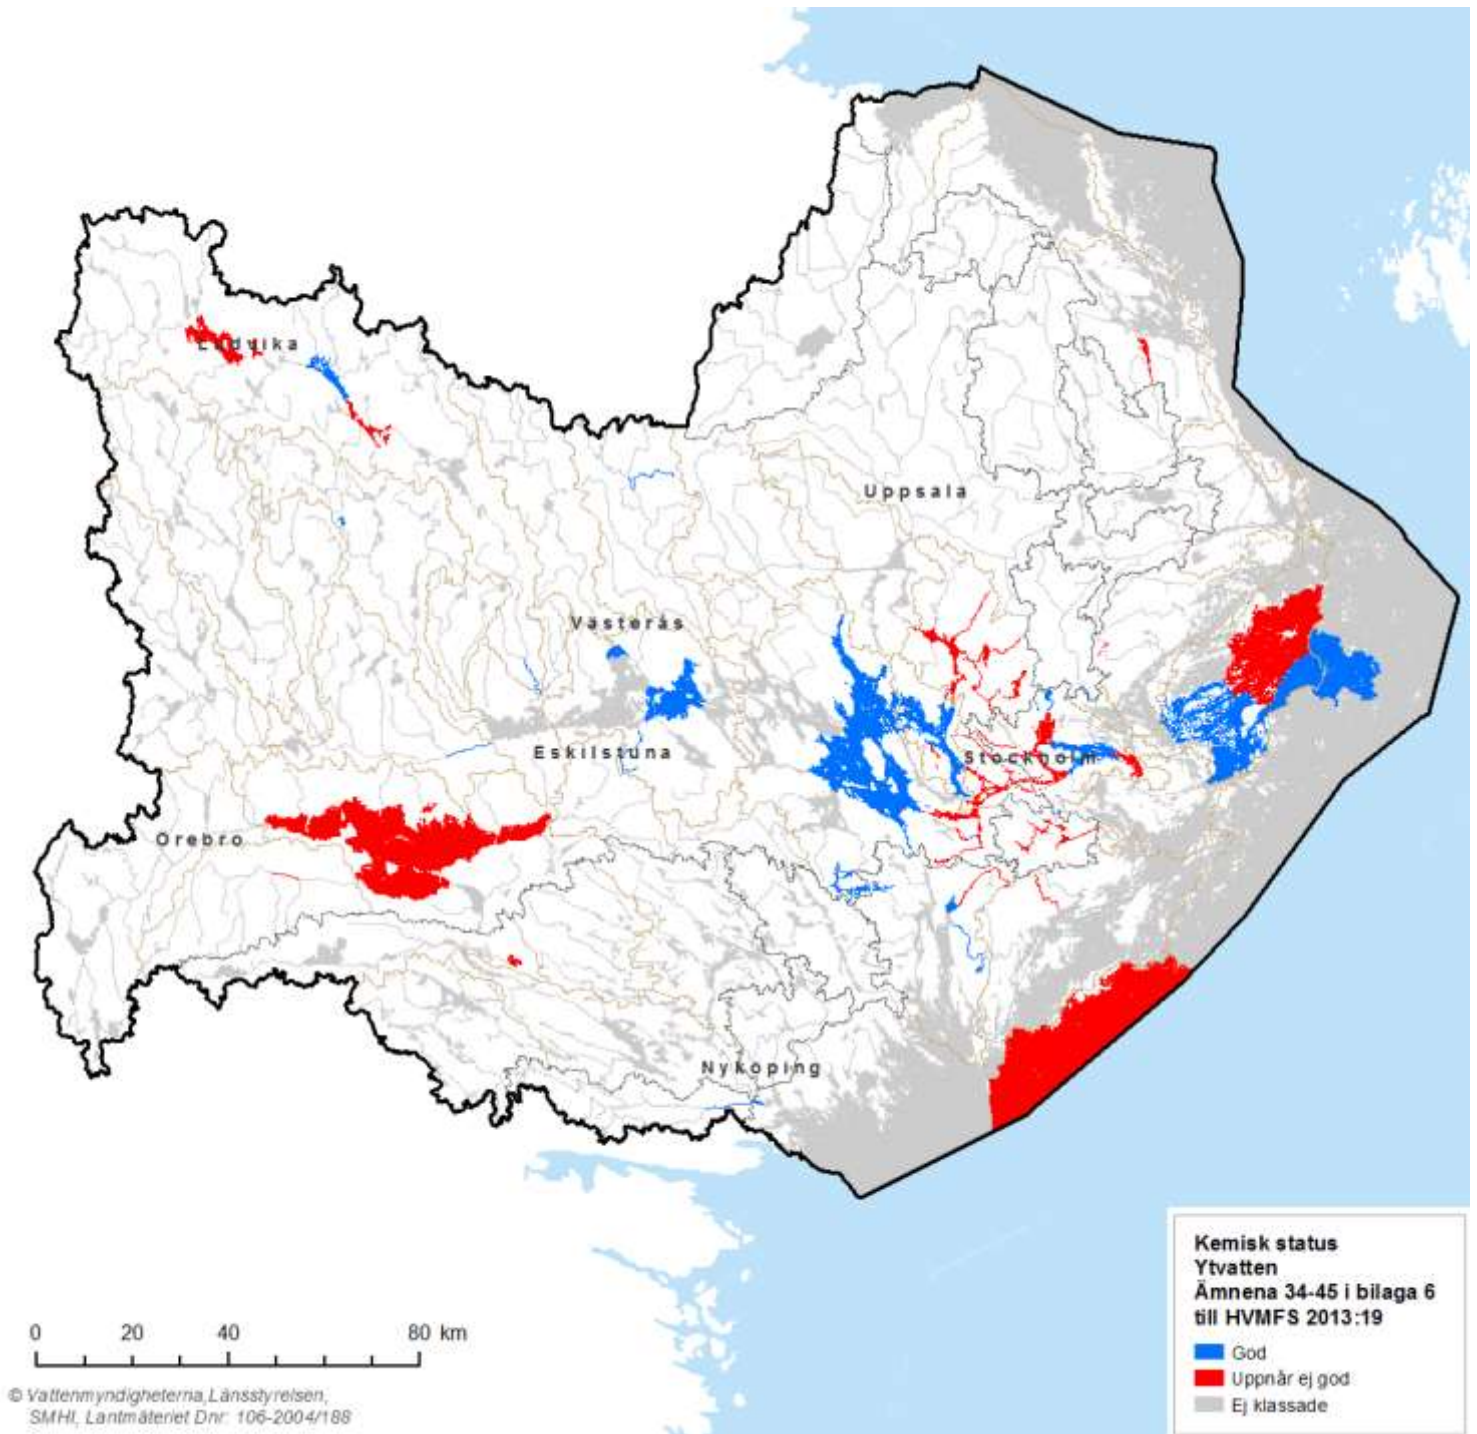 Ludvika
Uppsala
Västerås
Eskilstuna
Stockholm
Örebro
Nyköping
Kemisk status
Ytvatten
Ämnena 34-45 i bilaga 6
till HVMFS 2013:19
God
Uppnår ej god
Ej klassade
0 20 40 80 km
© Vattenmyndigheterna,Länsstyrelsen,
SMHI, Lantmäteriet Dnr: 106-2004/188